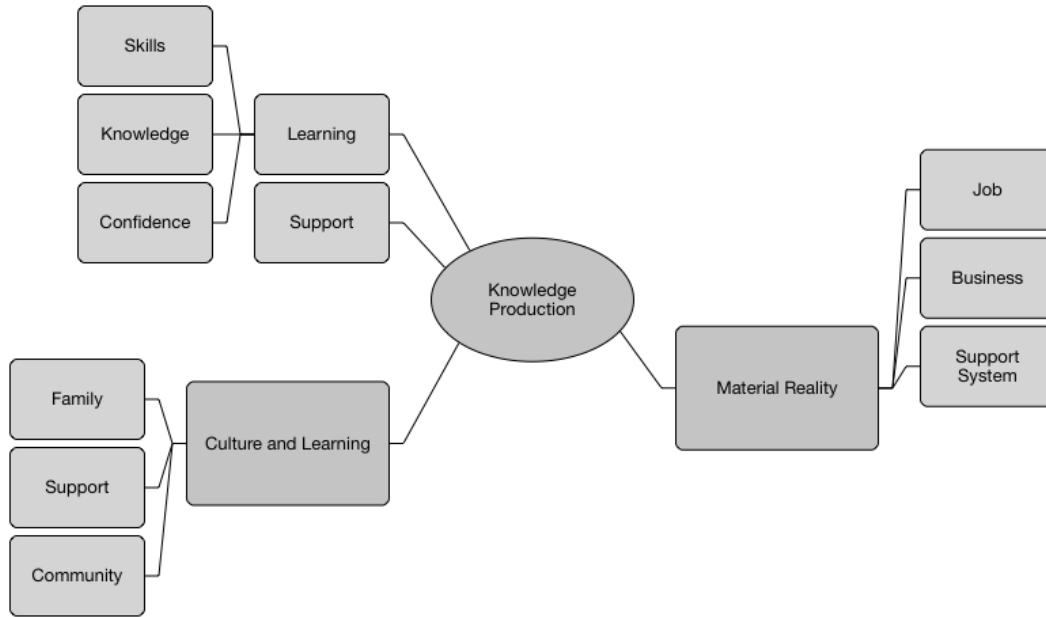 Skills
Knowledge
Confidence
Learning
Support
Knowledge
Production
Family
Support
Community
Culture and Learning
Material Reality
Job
Business
Support
System